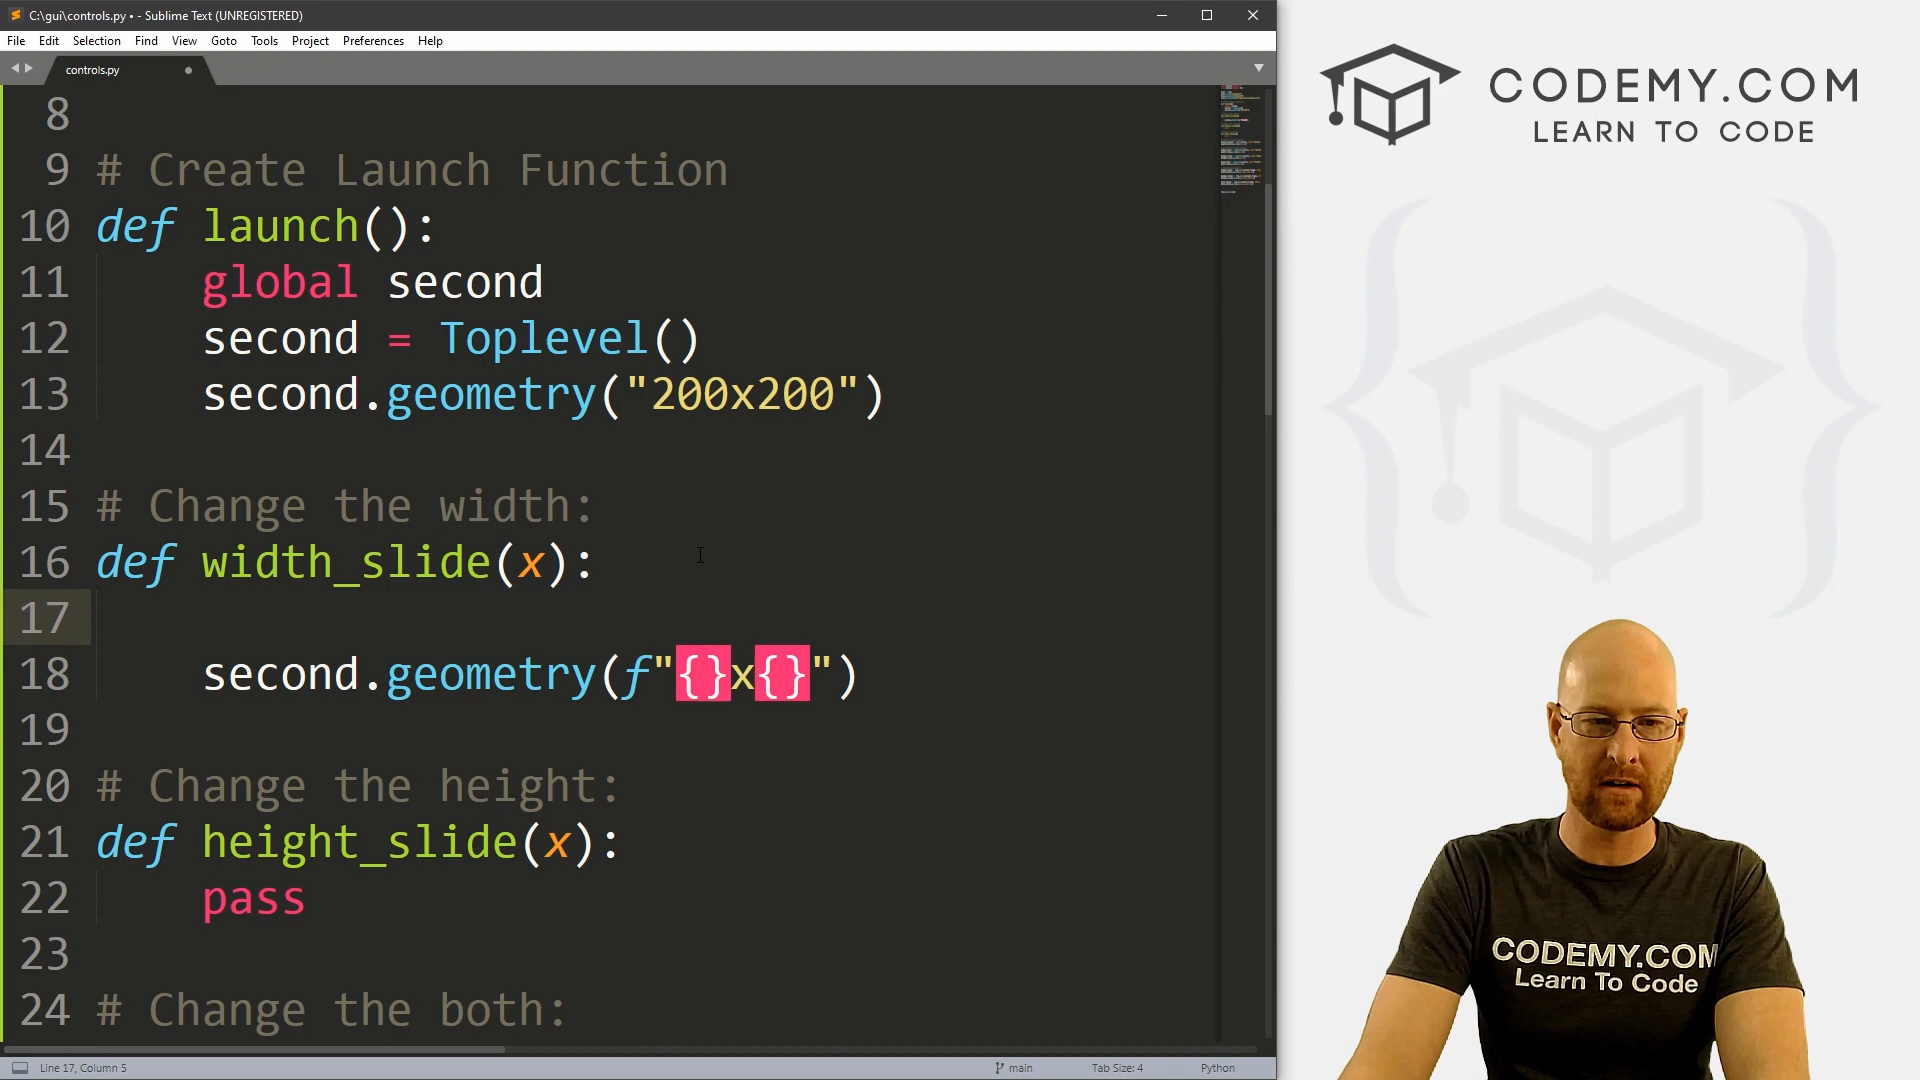 C:\gui\controls.py • - Sublime Text (UNREGISTERED)
File Edit Selection Find View Goto Tools Project Preferences Help
controls.py
8
9 # Create Launch Function
10 def launch():
11 global second
12 second = Toplevel()
13 second.geometry("200x200")
14
15 # Change the width:
16 def width_slide(x):
17
18 second.geometry(f"{}x{}")
19
20 # Change the height:
21 def height_slide(x):
22 pass
23
24 # Change the both:
Line 17, Column 5
main
Tab Size: 4
Python
CODEMY.COM
LEARN TO CODE
CODEMY.COM
Learn To Code